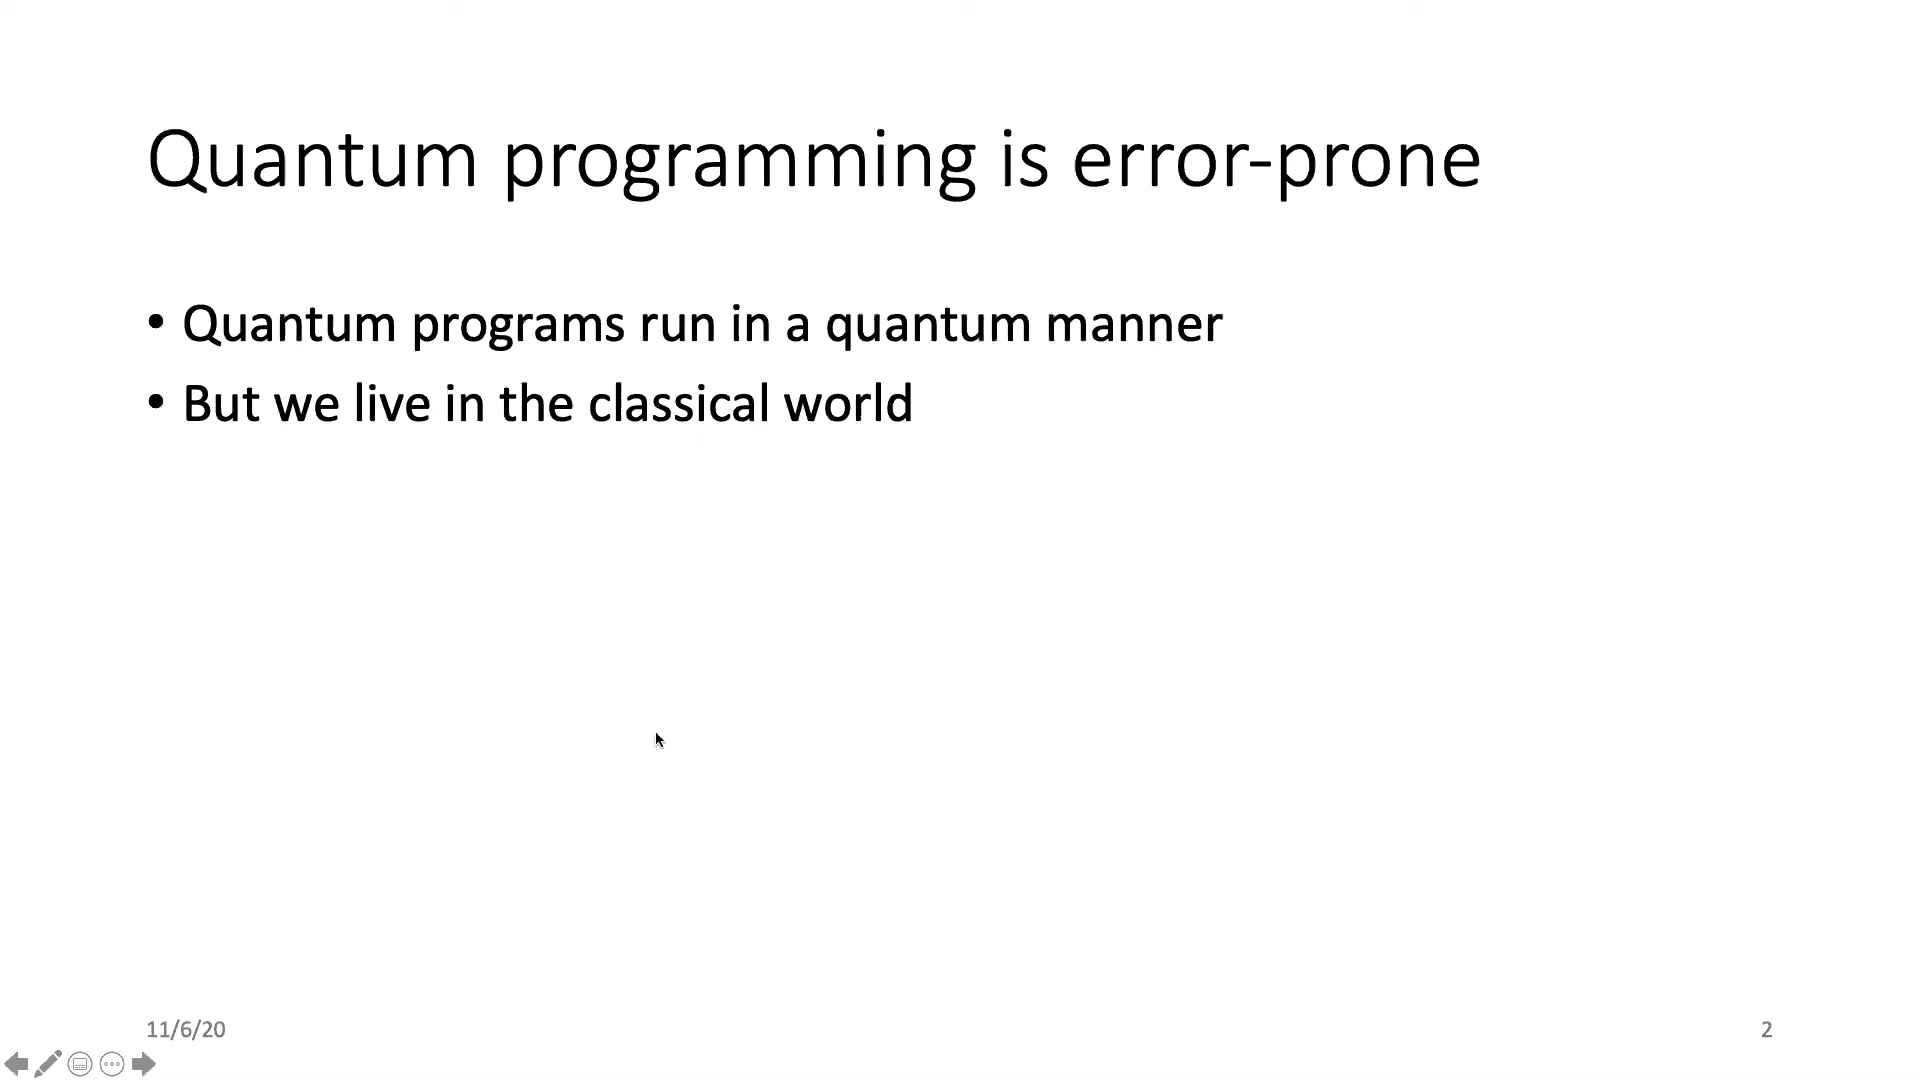 Quantum programming is error-prone
• Quantum programs run in a quantum manner
• But we live in the classical world
11/6/20
2